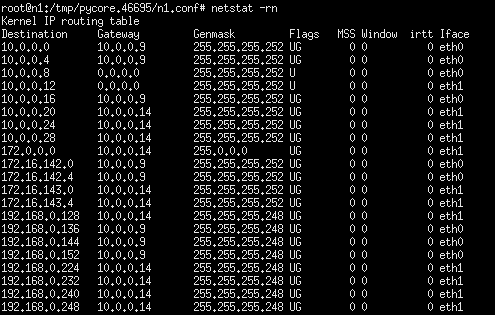 root@n1:/tmp/pycore.46695/n1.conf# netstat -rn
Kernel IP routing table
Destination Gateway Genmask Flags MSS Window irtt Iface
10.0.0.0 10.0.0.9 255.255.255.252 UG 0 0 0 eth0
10.0.0.4 10.0.0.9 255.255.255.252 UG 0 0 0 eth0
10.0.0.8 0.0.0.0 255.255.255.252 U 0 0 0 eth0
10.0.0.12 0.0.0.0 255.255.255.252 U 0 0 0 eth1
10.0.0.16 10.0.0.9 255.255.255.252 UG 0 0 0 eth0
10.0.0.20 10.0.0.14 255.255.255.252 UG 0 0 0 eth1
10.0.0.24 10.0.0.14 255.255.255.252 UG 0 0 0 eth1
10.0.0.28 10.0.0.14 255.255.255.252 UG 0 0 0 eth1
172.0.0.0 10.0.0.14 255.0.0.0 UG 0 0 0 eth1
172.16.142.0 10.0.0.9 255.255.255.252 UG 0 0 0 eth0
172.16.142.4 10.0.0.9 255.255.255.252 UG 0 0 0 eth0
172.16.143.0 10.0.0.14 255.255.255.252 UG 0 0 0 eth1
172.16.143.4 10.0.0.14 255.255.255.252 UG 0 0 0 eth1
192.168.0.128 10.0.0.14 255.255.255.248 UG 0 0 0 eth1
192.168.0.136 10.0.0.9 255.255.255.248 UG 0 0 0 eth0
192.168.0.144 10.0.0.9 255.255.255.248 UG 0 0 0 eth0
192.168.0.152 10.0.0.9 255.255.255.248 UG 0 0 0 eth0
192.168.0.224 10.0.0.14 255.255.255.248 UG 0 0 0 eth1
192.168.0.232 10.0.0.14 255.255.255.248 UG 0 0 0 eth1
192.168.0.240 10.0.0.14 255.255.255.248 UG 0 0 0 eth1
192.168.0.248 10.0.0.14 255.255.255.248 UG 0 0 0 eth1